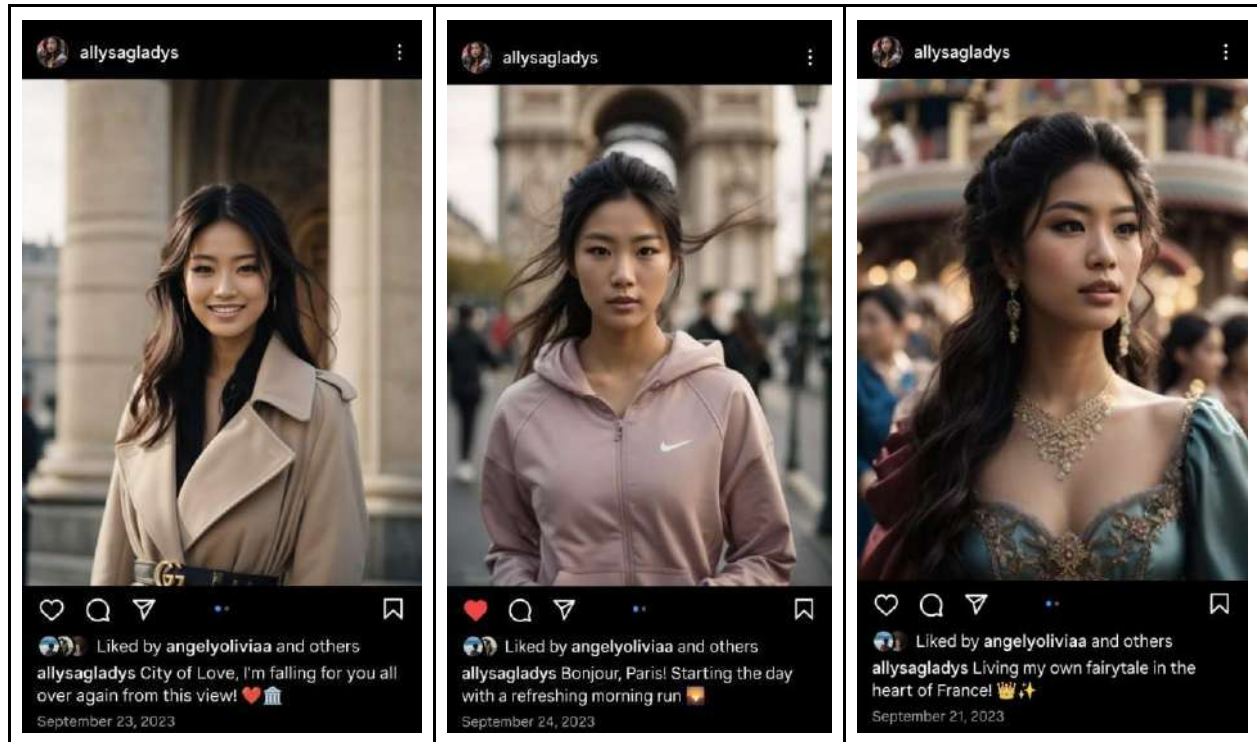 allysagladys
Liked by angelyoliviaa and others
allysagladys City of Love, I'm falling for you all
over again from this view! ❤️🏛️
September 23, 2023
allysagladys
Liked by angelyoliviaa and others
allysagladys Bonjour, Paris! Starting the day
with a refreshing morning run 🌄
September 24, 2023
allysagladys
Liked by angelyoliviaa and others
allysagladys Living my own fairytale in the
heart of France! 👑✨
September 21, 2023